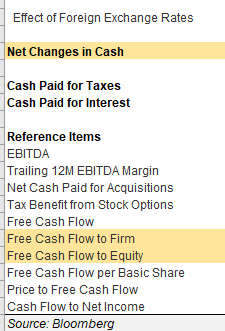 Effect of Foreign Exchange Rates
Net Changes in Cash
Cash Paid for Taxes
Cash Paid for Interest
Reference Items
EBITDA
Trailing 12M EBITDA Margin
Net Cash Paid for Acquisitions
Tax Benefit from Stock Options
Free Cash Flow
Free Cash Flow to Firm
Free Cash Flow to Equity
Free Cash Flow per Basic Share
Price to Free Cash Flow
Cash Flow to Net Income
Source: Bloomberg